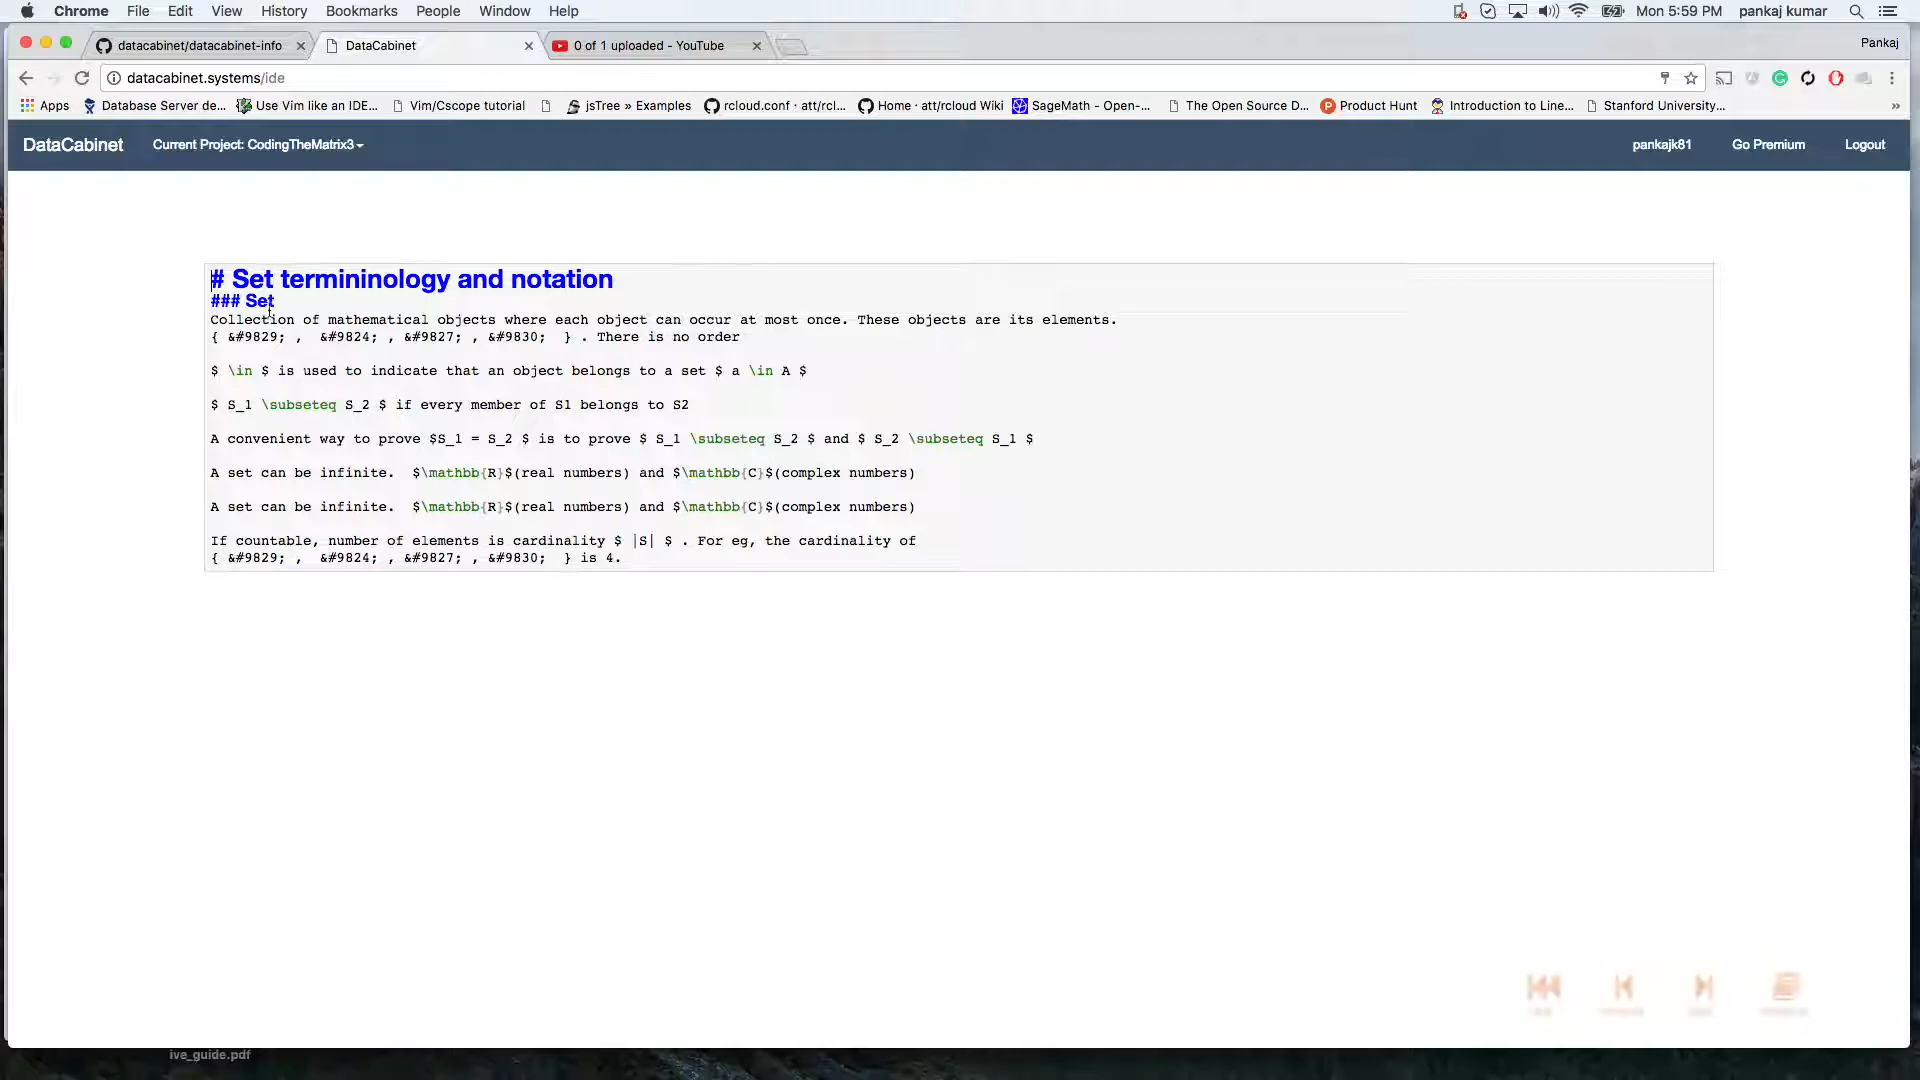 Chrome File Edit View History Bookmarks People Window Help Mon 5:59 PM pankaj kumar
datacabinet/datacabinet-info DataCabinet 0 of 1 uploaded - YouTube Pankaj
datacabinet.systems/ide
Apps Database Server de... Use Vim like an IDE... Vim/Cscope tutorial jsTree » Examples rcloud.conf · att/rcl... Home · att/rcloud Wiki SageMath - Open-... The Open Source D... Product Hunt Introduction to Line... Stanford University... »
DataCabinet Current Project: CodingTheMatrix3 pankajk81 Go Premium Logout
# Set termininology and notation
### Set
Collection of mathematical objects where each object can occur at most once. These objects are its elements.
{ &#9829; , &#9824; , &#9827; , &#9830; } . There is no order
$ \in $ is used to indicate that an object belongs to a set $ a \in A $
$ S_1 \subseteq S_2 $ if every member of S1 belongs to S2
A convenient way to prove $S_1 = S_2 $ is to prove $ S_1 \subseteq S_2 $ and $ S_2 \subseteq S_1 $
A set can be infinite. $\mathbb{R}$(real numbers) and $\mathbb{C}$(complex numbers)
A set can be infinite. $\mathbb{R}$(real numbers) and $\mathbb{C}$(complex numbers)
If countable, number of elements is cardinality $ |S| $ . For eg, the cardinality of
{ &#9829; , &#9824; , &#9827; , &#9830; } is 4.
ive_guide.pdf